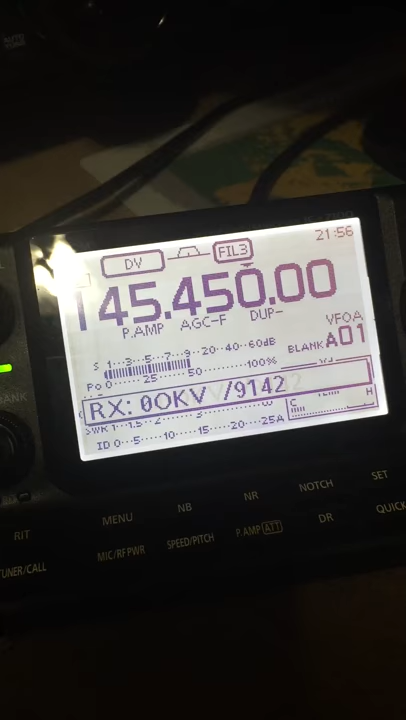 21:56
DV FIL3
145.450.00
P.AMP AGC-F DUP-
VFOA
BLANK A01
S 1···3···5···7···9··20··40··60dB
Po 0·····25·····50·········100%
RX: 0OKV /9142
SWR 1··1.5··2·····3·····∞
ID 0···5····10····15····20···25A
C H
MENU NB NR NOTCH SET
RIT MIC/RF PWR SPEED/PITCH P.AMP ATT DR QUICK
TUNER/CALL